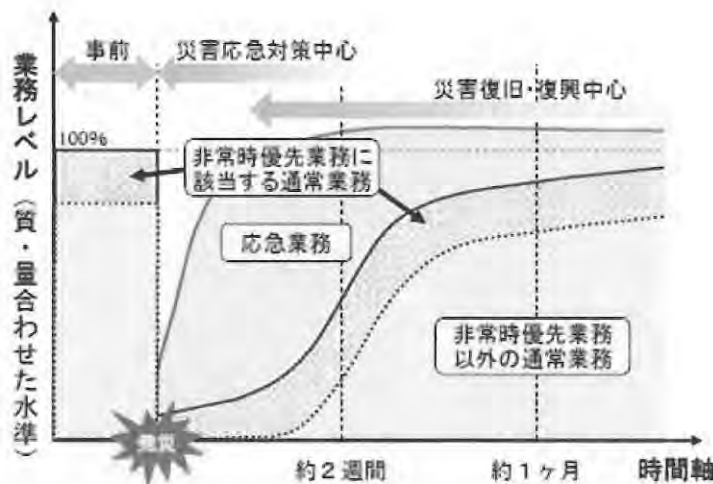 事前
災害応急対策中心
災害復旧・復興中心
業務レベル（質・量合わせた水準）
100%
非常時優先業務に
該当する通常業務
応急業務
非常時優先業務
以外の通常業務
約２週間
約１ヶ月
時間軸